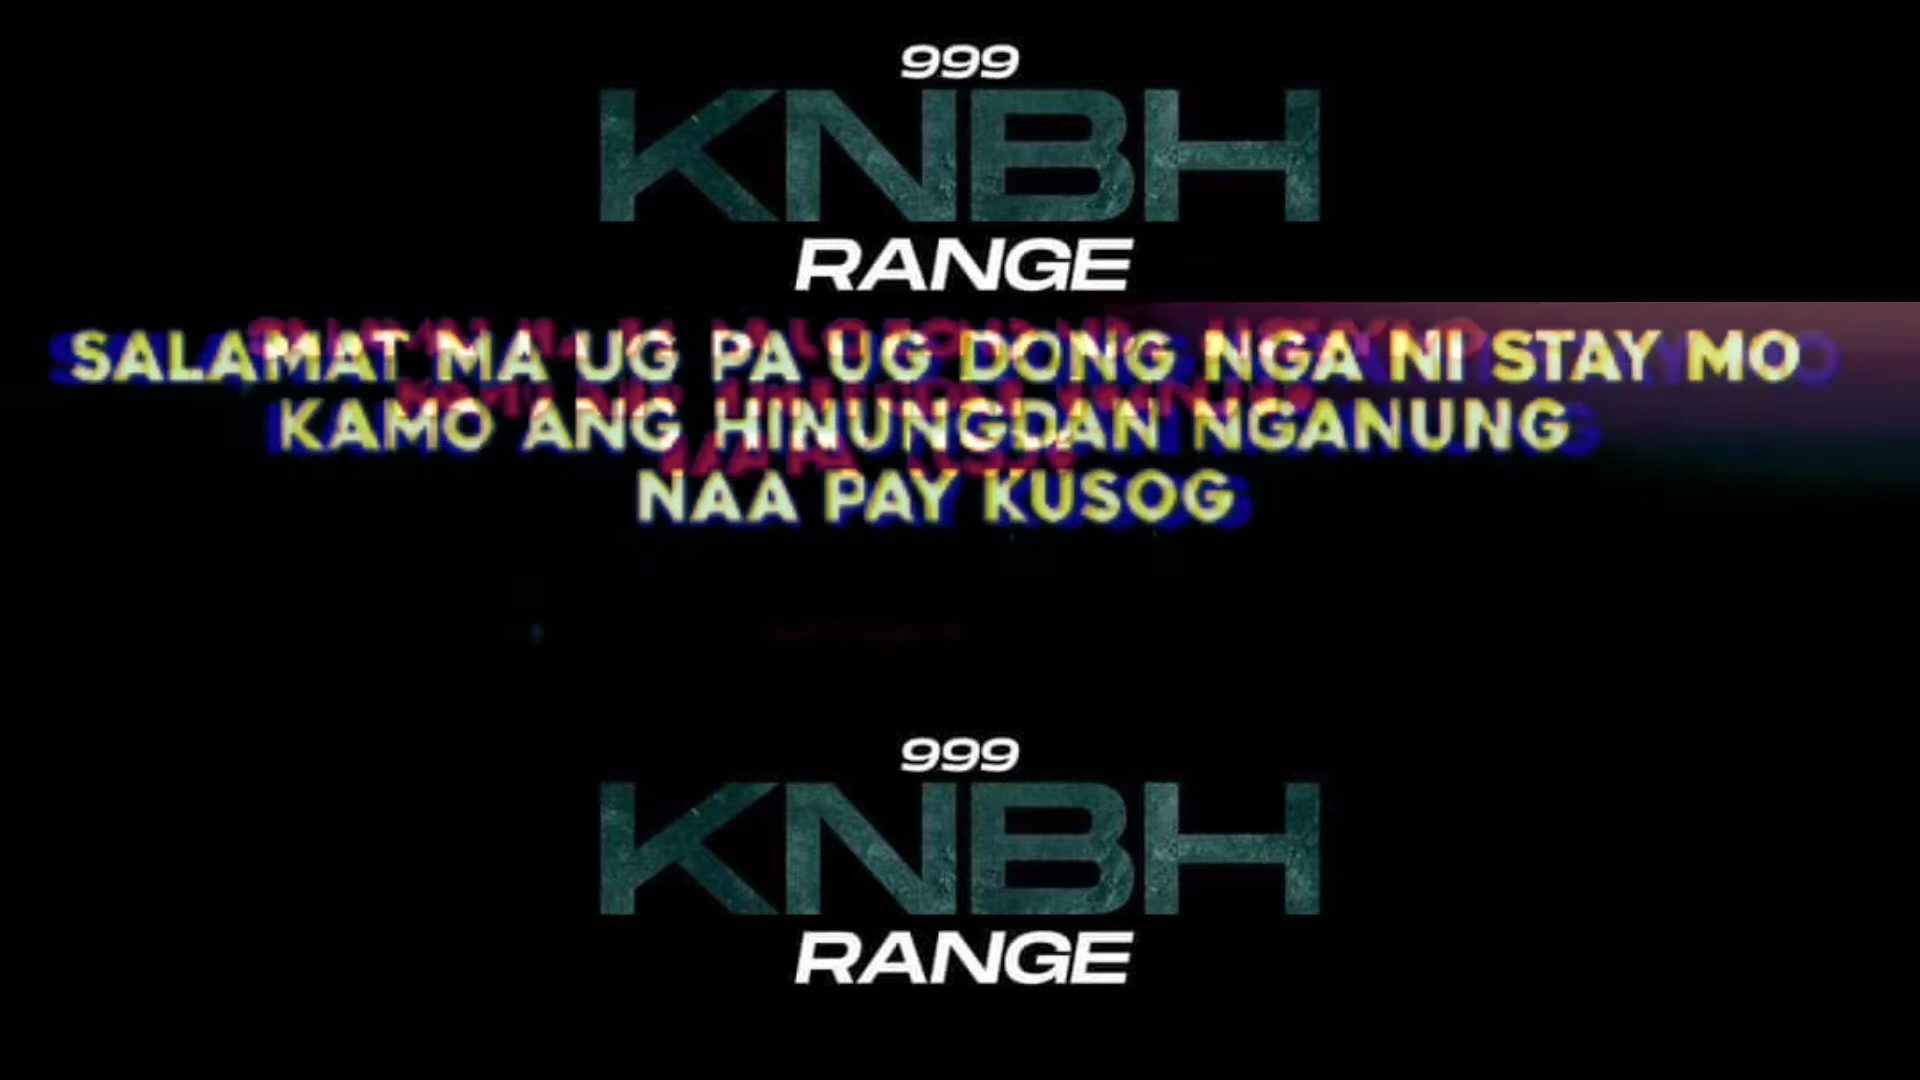 999
KNBH
RANGE
SALAMAT MA UG PA UG DONG NGA NI STAY MO
KAMO ANG HINUNGDAN NGANUNG
NAA PAY KUSOG
999
KNBH
RANGE